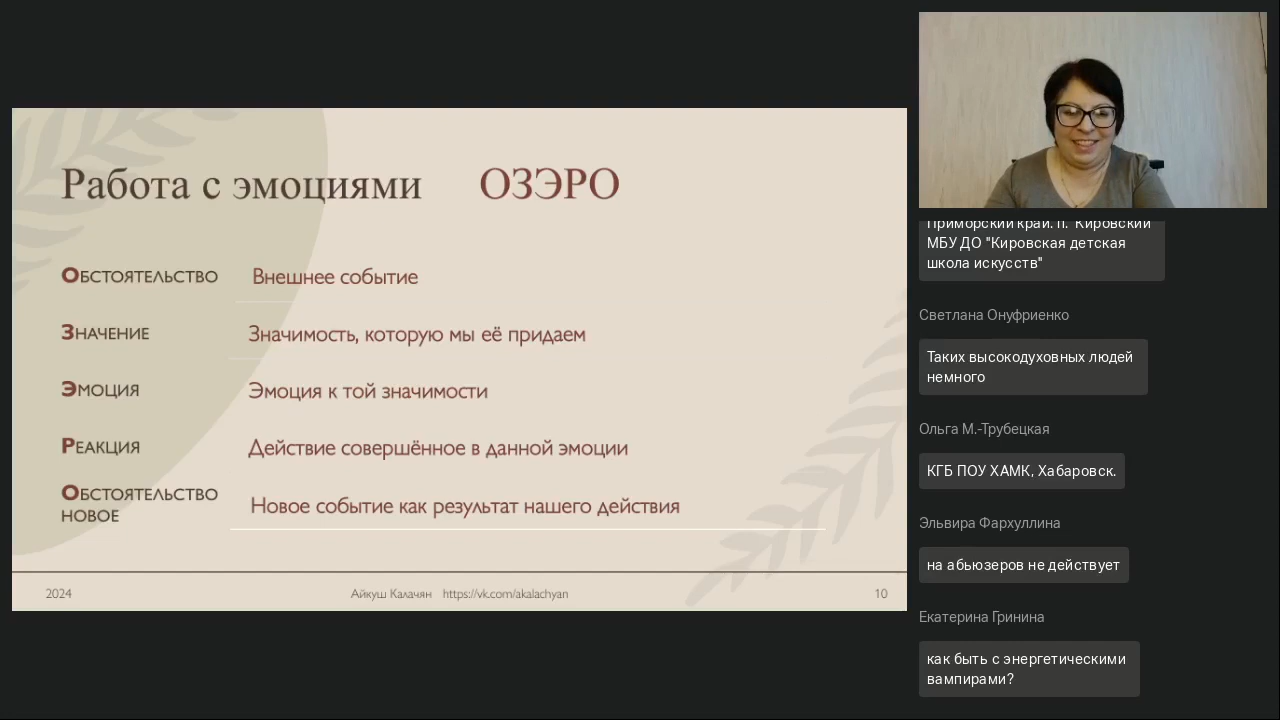 Работа с эмоциями ОЗЭРО
ОБСТОЯТЕЛЬСТВО Внешнее событие
ЗНАЧЕНИЕ Значимость, которую мы её придаем
ЭМОЦИЯ Эмоция к той значимости
РЕАКЦИЯ Действие совершённое в данной эмоции
ОБСТОЯТЕЛЬСТВО
НОВОЕ
Новое событие как результат нашего действия
2024 Айкуш Калачян https://vk.com/akalachyan 10
Приморский край. п. Кировский
МБУ ДО "Кировская детская
школа искусств"
Светлана Онуфриенко
Таких высокодуховных людей
немного
Ольга М.-Трубецкая
КГБ ПОУ ХАМК, Хабаровск.
Эльвира Фархуллина
на абьюзеров не действует
Екатерина Гринина
как быть с энергетическими
вампирами?